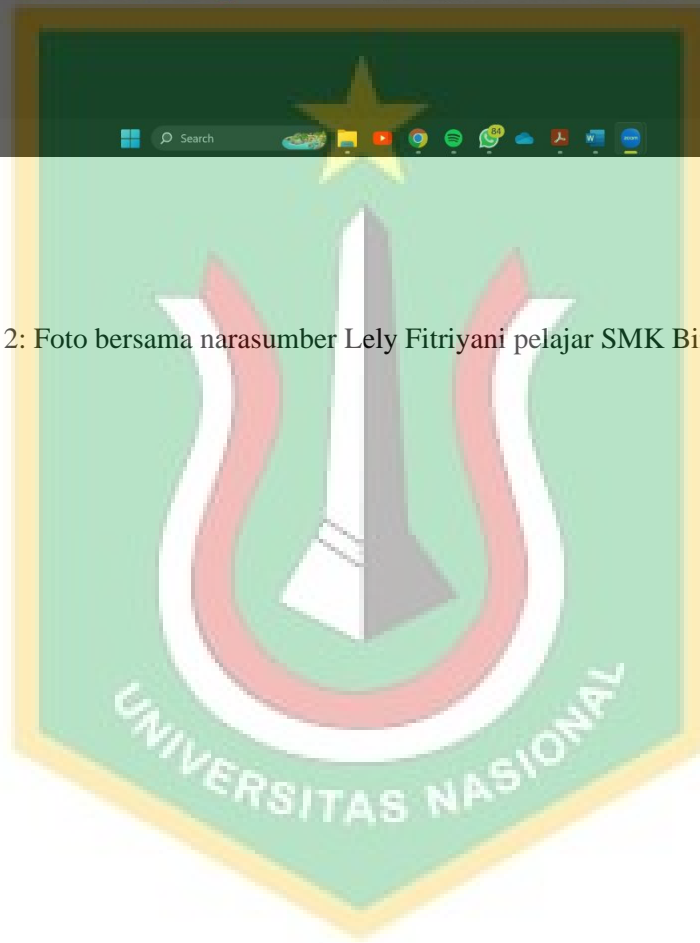 Search
84
2: Foto bersama narasumber Lely Fitriyani pelajar SMK Bi
UNIVERSITAS NASIONAL